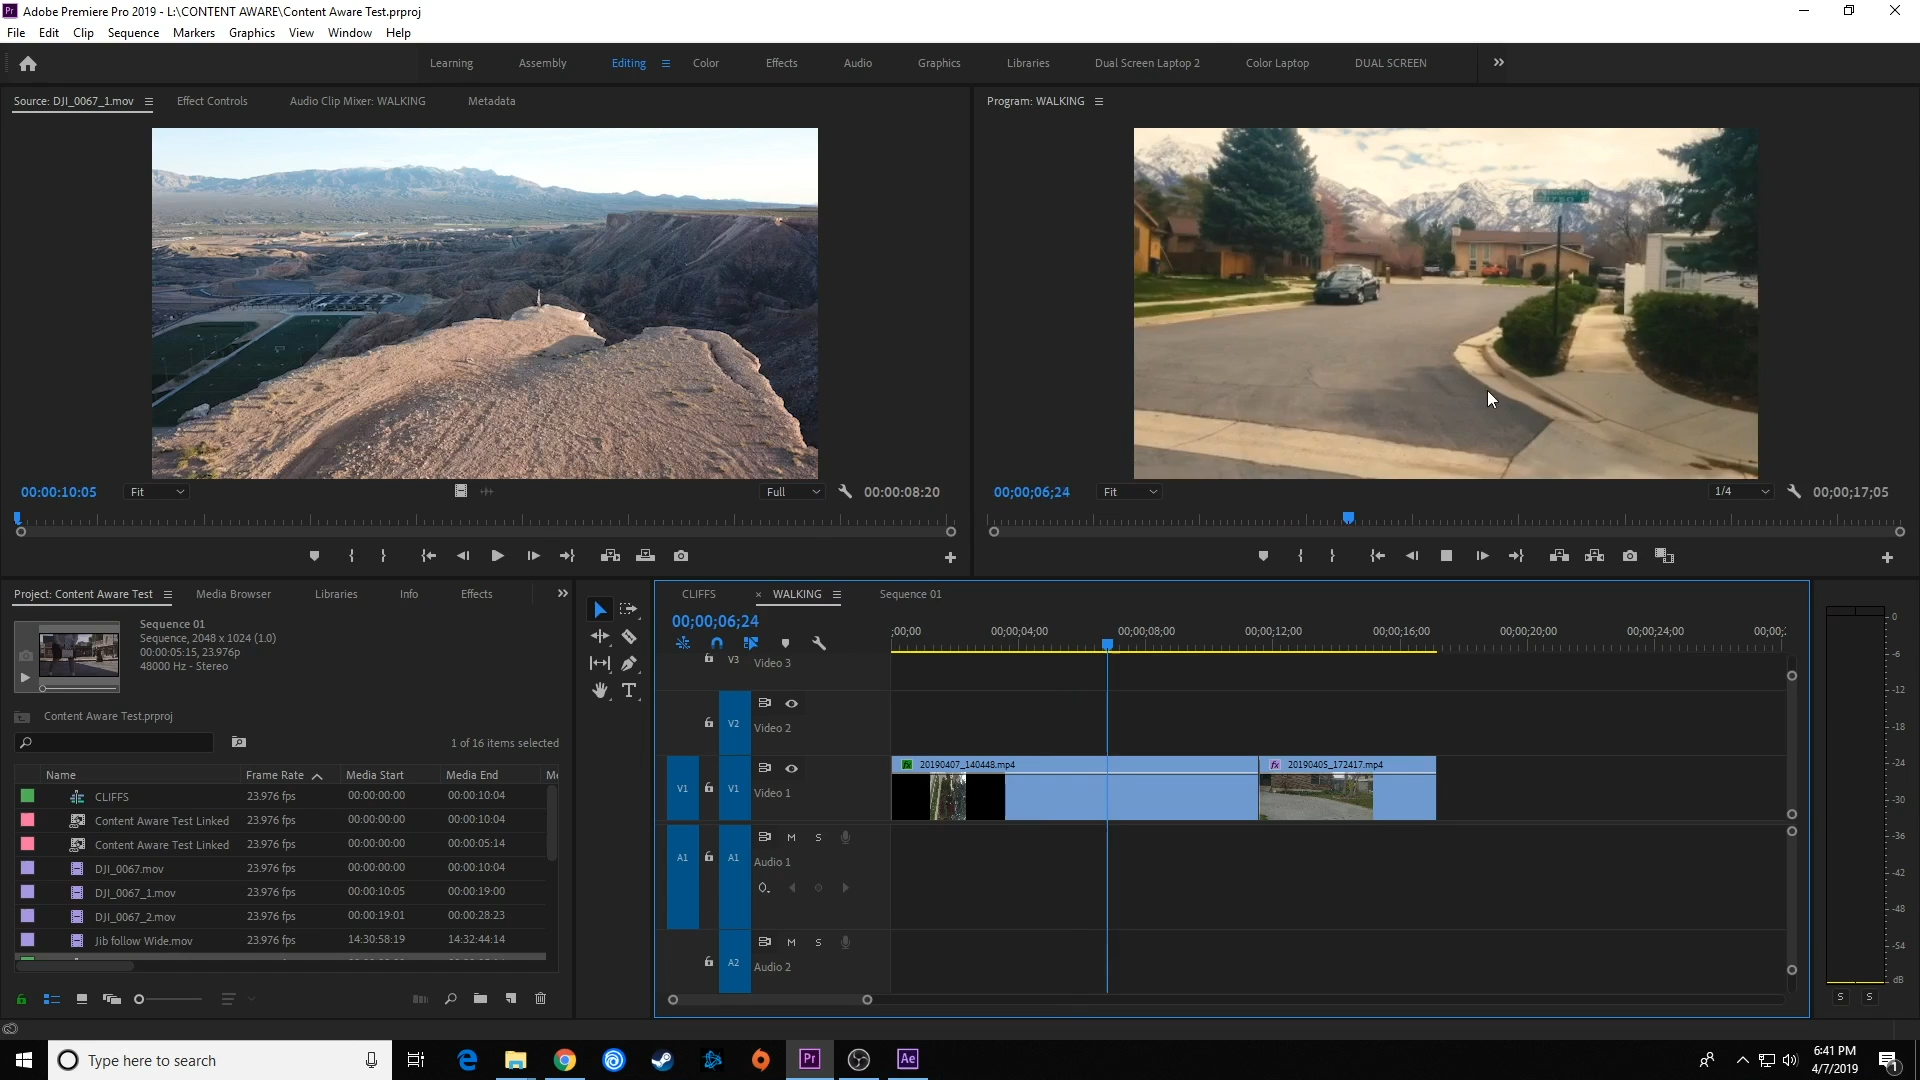 Pr Adobe Premiere Pro 2019 - L:\CONTENT AWARE\Content Aware Test.prproj
File Edit Clip Sequence Markers Graphics View Window Help
Learning Assembly Editing Color Effects Audio Graphics Libraries Dual Screen Laptop 2 Color Laptop DUAL SCREEN
Source: DJI_0067_1.mov Effect Controls Audio Clip Mixer: WALKING Metadata
Program: WALKING
00:00:10:05 Fit Full 00:00:08:20
00;00;06;24 Fit 1/4 00;00;17;05
Project: Content Aware Test Media Browser Libraries Info Effects
Sequence 01
Sequence, 2048 x 1024 (1.0)
00:00:05:15, 23.976p
48000 Hz - Stereo
Content Aware Test.prproj
1 of 16 items selected
Name Frame Rate Media Start Media End
CLIFFS 23.976 fps 00:00:00:00 00:00:10:04
Content Aware Test Linked 23.976 fps 00:00:00:00 00:00:10:04
Content Aware Test Linked 23.976 fps 00:00:00:00 00:00:05:14
DJI_0067.mov 23.976 fps 00:00:00:00 00:00:10:04
DJI_0067_1.mov 23.976 fps 00:00:10:05 00:00:19:00
DJI_0067_2.mov 23.976 fps 00:00:19:01 00:00:28:23
Jib follow Wide.mov 23.976 fps 14:30:58:19 14:32:44:14
CLIFFS × WALKING Sequence 01
00;00;06;24
;00;00 00;00;04;00 00;00;08;00 00;00;12;00 00;00;16;00 00;00;20;00 00;00;24;00 00;00;2
V3 Video 3
V2 Video 2
V1 V1 Video 1
fx 20190407_140448.mp4 fx 20190405_172417.mp4
A1 A1 M S Audio 1
A2 M S Audio 2
0
-6
-12
-18
-24
-30
-36
-42
-48
-54
dB
S S
Type here to search
Pr Ae
6:41 PM
4/7/2019
1